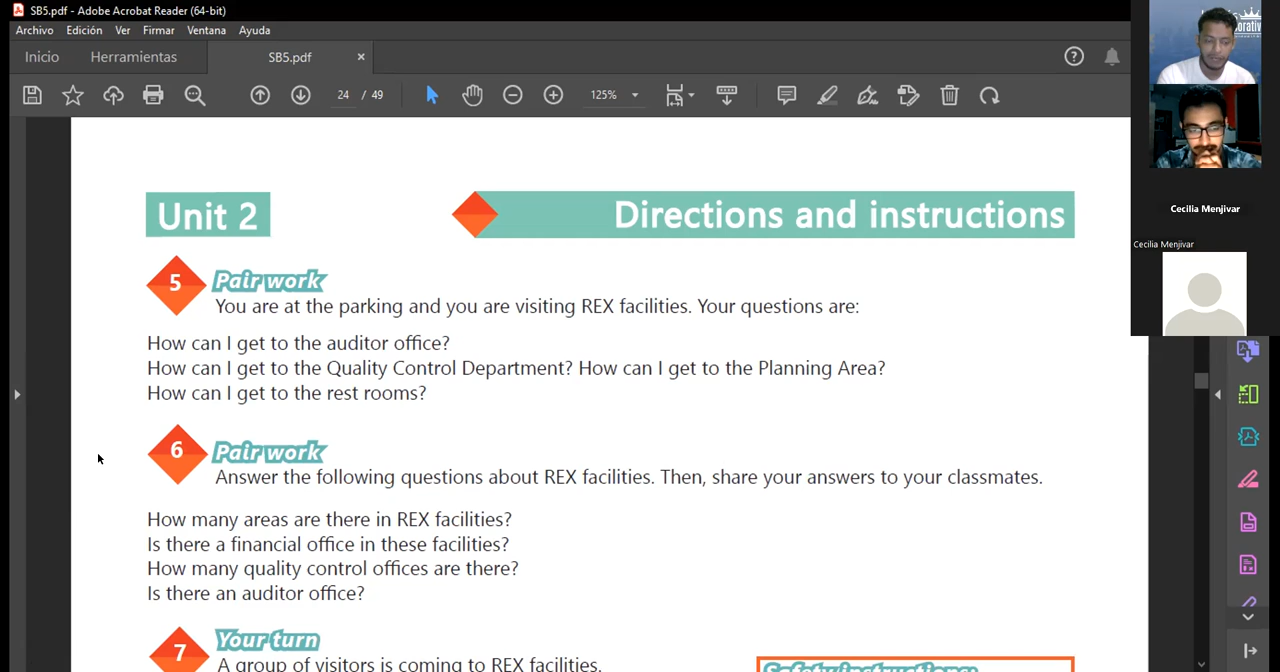 SB5.pdf - Adobe Acrobat Reader (64-bit)
Archivo Edición Ver Firmar Ventana Ayuda
Inicio Herramientas SB5.pdf ×
24 / 49 125%
Unit 2
Directions and instructions
5 Pair work
You are at the parking and you are visiting REX facilities. Your questions are:
How can I get to the auditor office?
How can I get to the Quality Control Department? How can I get to the Planning Area?
How can I get to the rest rooms?
6 Pair work
Answer the following questions about REX facilities. Then, share your answers to your classmates.
How many areas are there in REX facilities?
Is there a financial office in these facilities?
How many quality control offices are there?
Is there an auditor office?
7 Your turn
A group of visitors is coming to REX facilities.
Safety instructions:
Cecilia Menjivar
Cecilia Menjivar